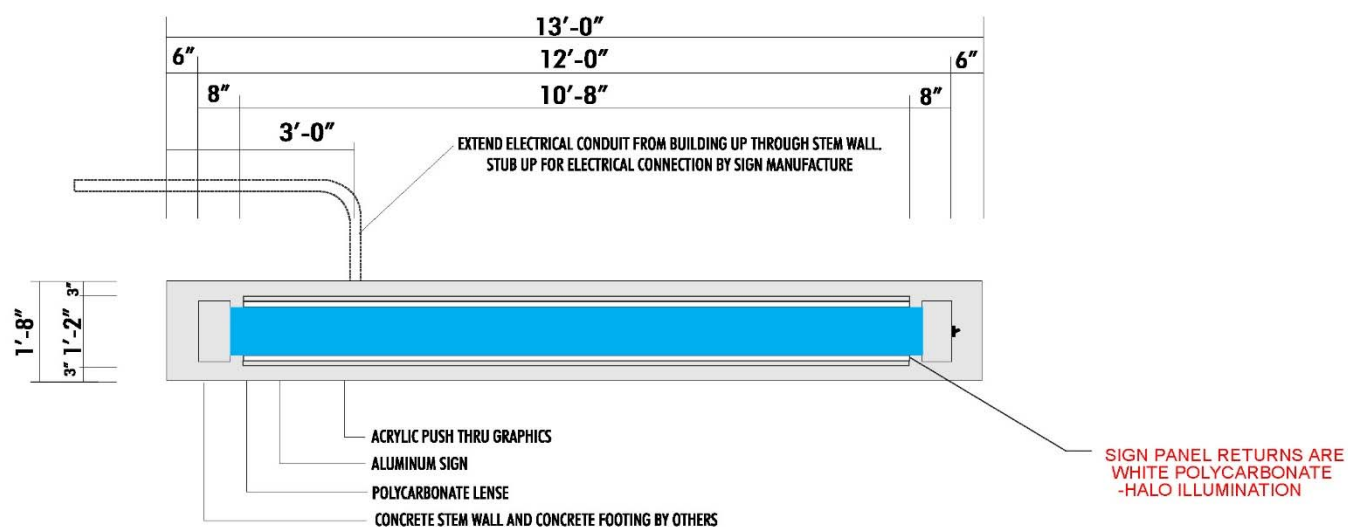 13'-0"
6" 12'-0" 6"
8" 10'-8" 8"
3'-0"
EXTEND ELECTRICAL CONDUIT FROM BUILDING UP THROUGH STEM WALL.
STUB UP FOR ELECTRICAL CONNECTION BY SIGN MANUFACTURE
1'-8"
3"
1'-2"
3"
ACRYLIC PUSH THRU GRAPHICS
ALUMINUM SIGN
POLYCARBONATE LENSE
CONCRETE STEM WALL AND CONCRETE FOOTING BY OTHERS
SIGN PANEL RETURNS ARE
WHITE POLYCARBONATE
-HALO ILLUMINATION